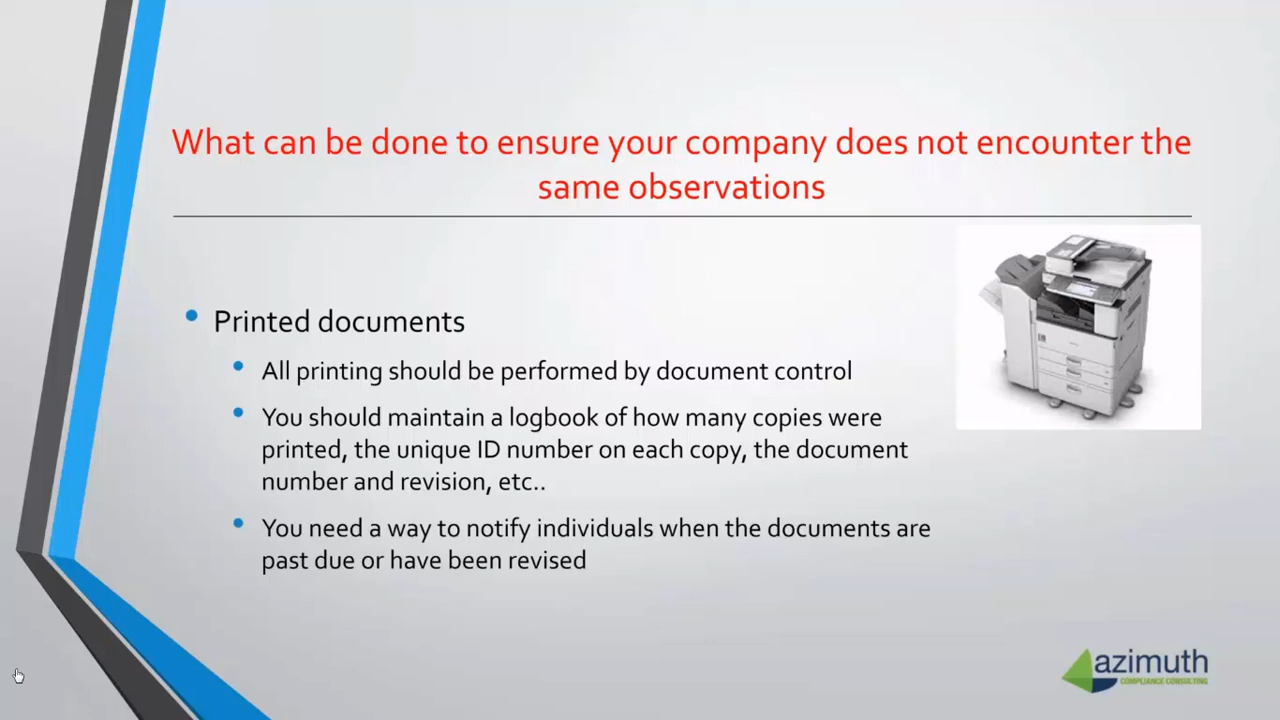 What can be done to ensure your company does not encounter the
same observations
• Printed documents
• All printing should be performed by document control
• You should maintain a logbook of how many copies were
printed, the unique ID number on each copy, the document
number and revision, etc..
• You need a way to notify individuals when the documents are
past due or have been revised
azimuth
COMPLIANCE CONSULTING